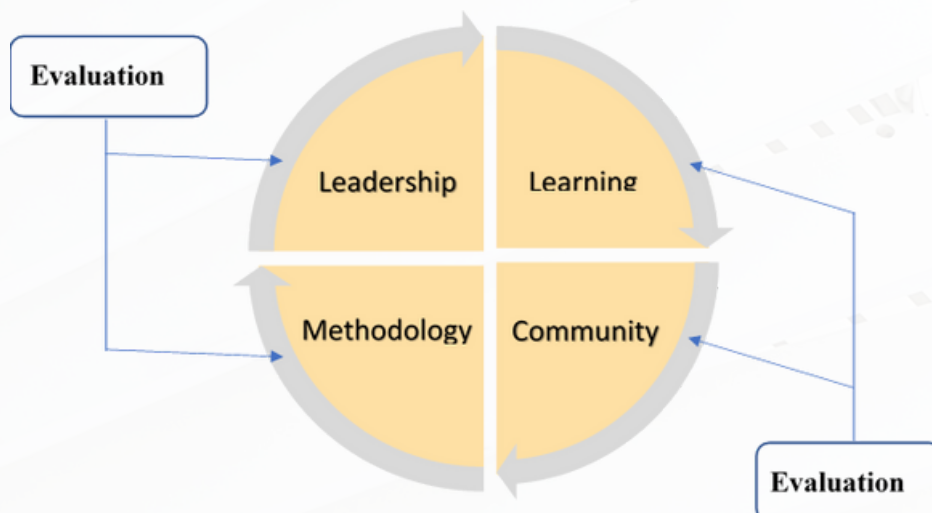 Evaluation
Leadership
Learning
Methodology
Community
Evaluation